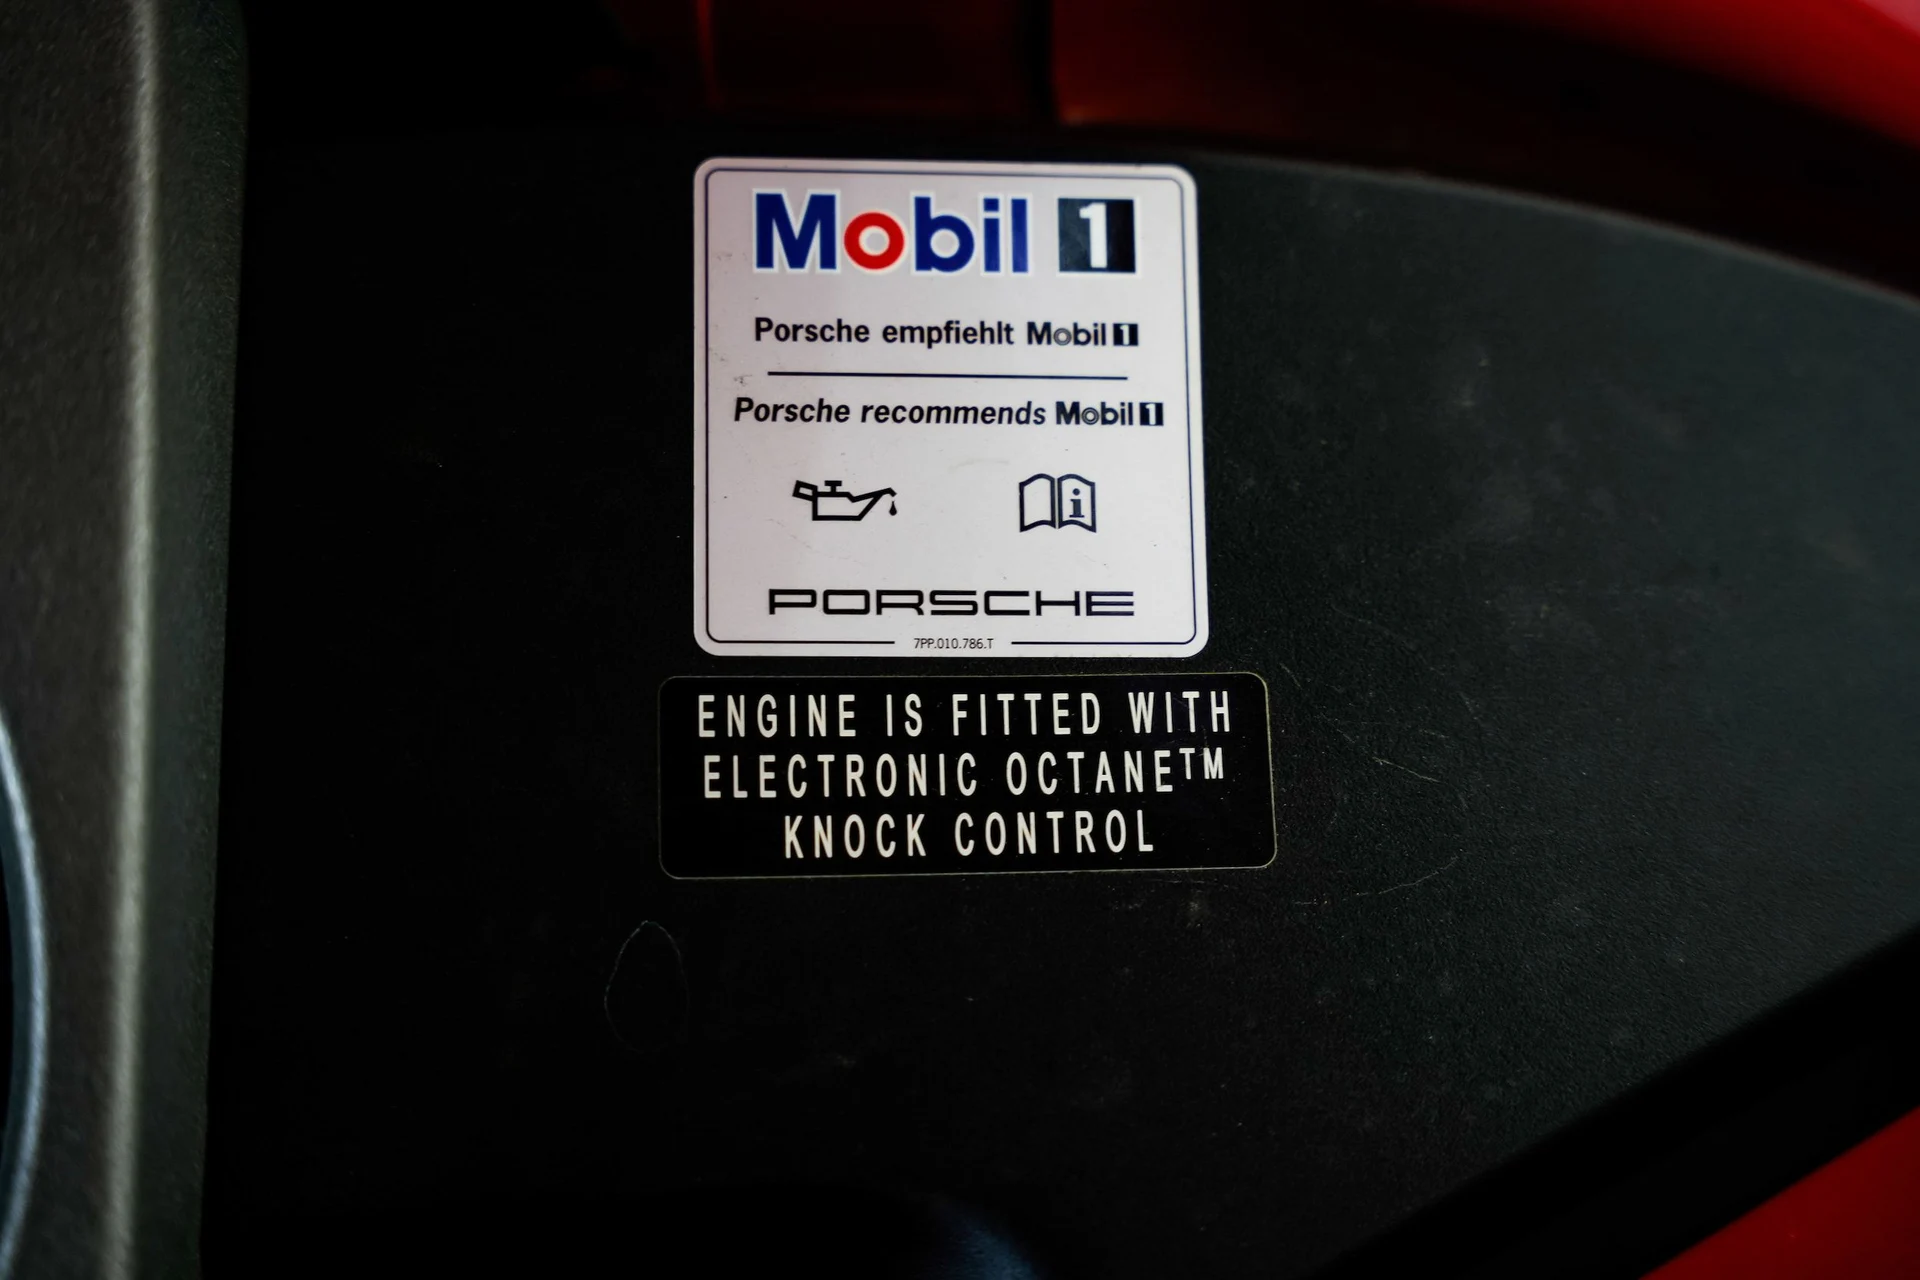 Mobil 1
Porsche empfiehlt Mobil 1
Porsche recommends Mobil 1
i
PORSCHE
7PP.010.786.T
ENGINE IS FITTED WITH
ELECTRONIC OCTANE™
KNOCK CONTROL